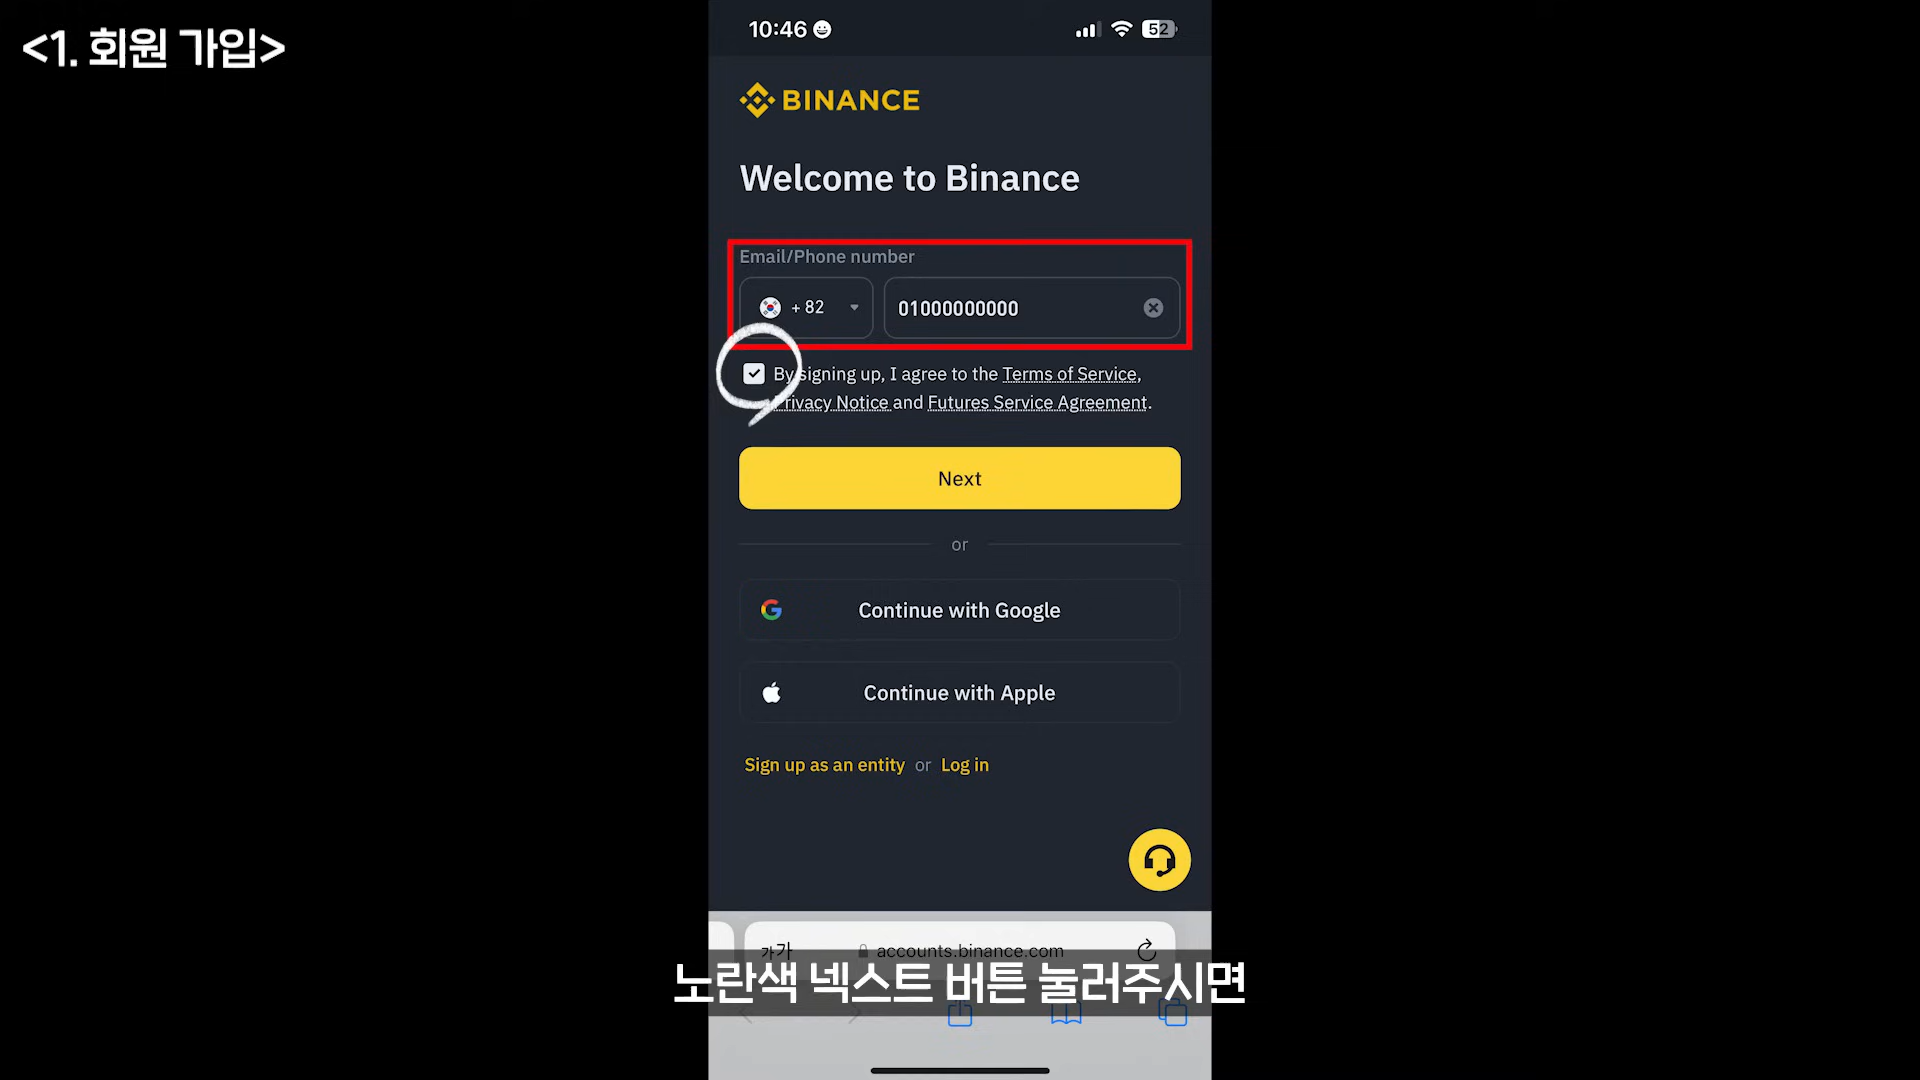 <1. 회원 가입>
10:46
52
BINANCE
Welcome to Binance
Email/Phone number
+ 82
01000000000
By signing up, I agree to the Terms of Service,
Privacy Notice and Futures Service Agreement.
Next
or
Continue with Google
Continue with Apple
Sign up as an entity or Log in
가가 accounts.binance.com
노란색 넥스트 버튼 눌러주시면